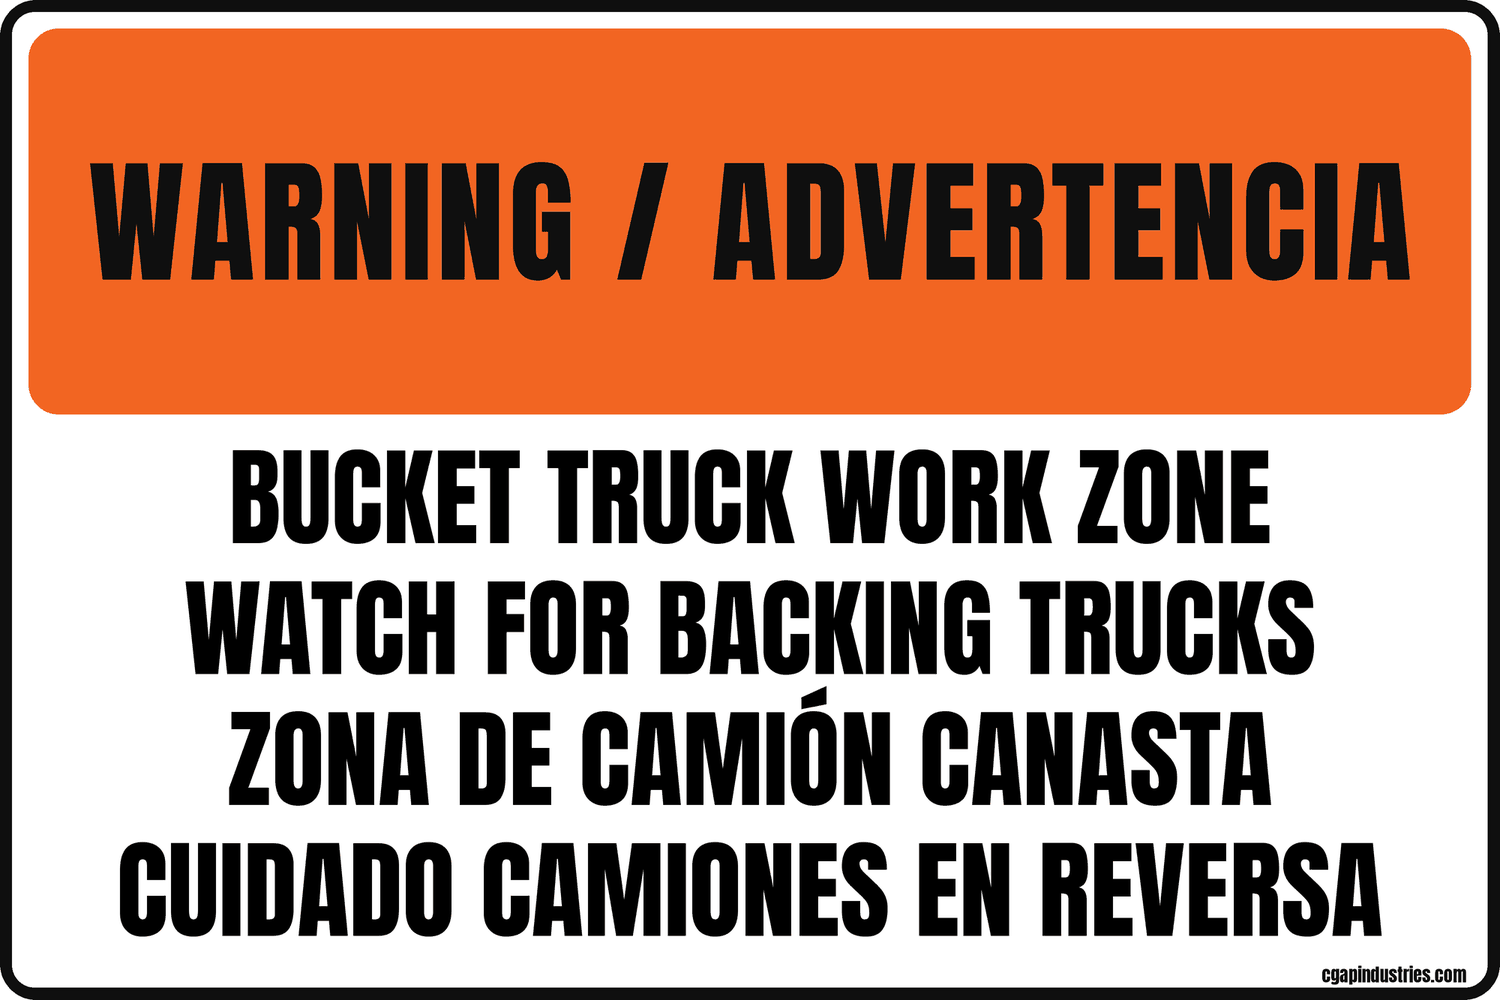 WARNING / ADVERTENCIA
BUCKET TRUCK WORK ZONE
WATCH FOR BACKING TRUCKS
ZONA DE CAMIÓN CANASTA
CUIDADO CAMIONES EN REVERSA
cgapindustries.com